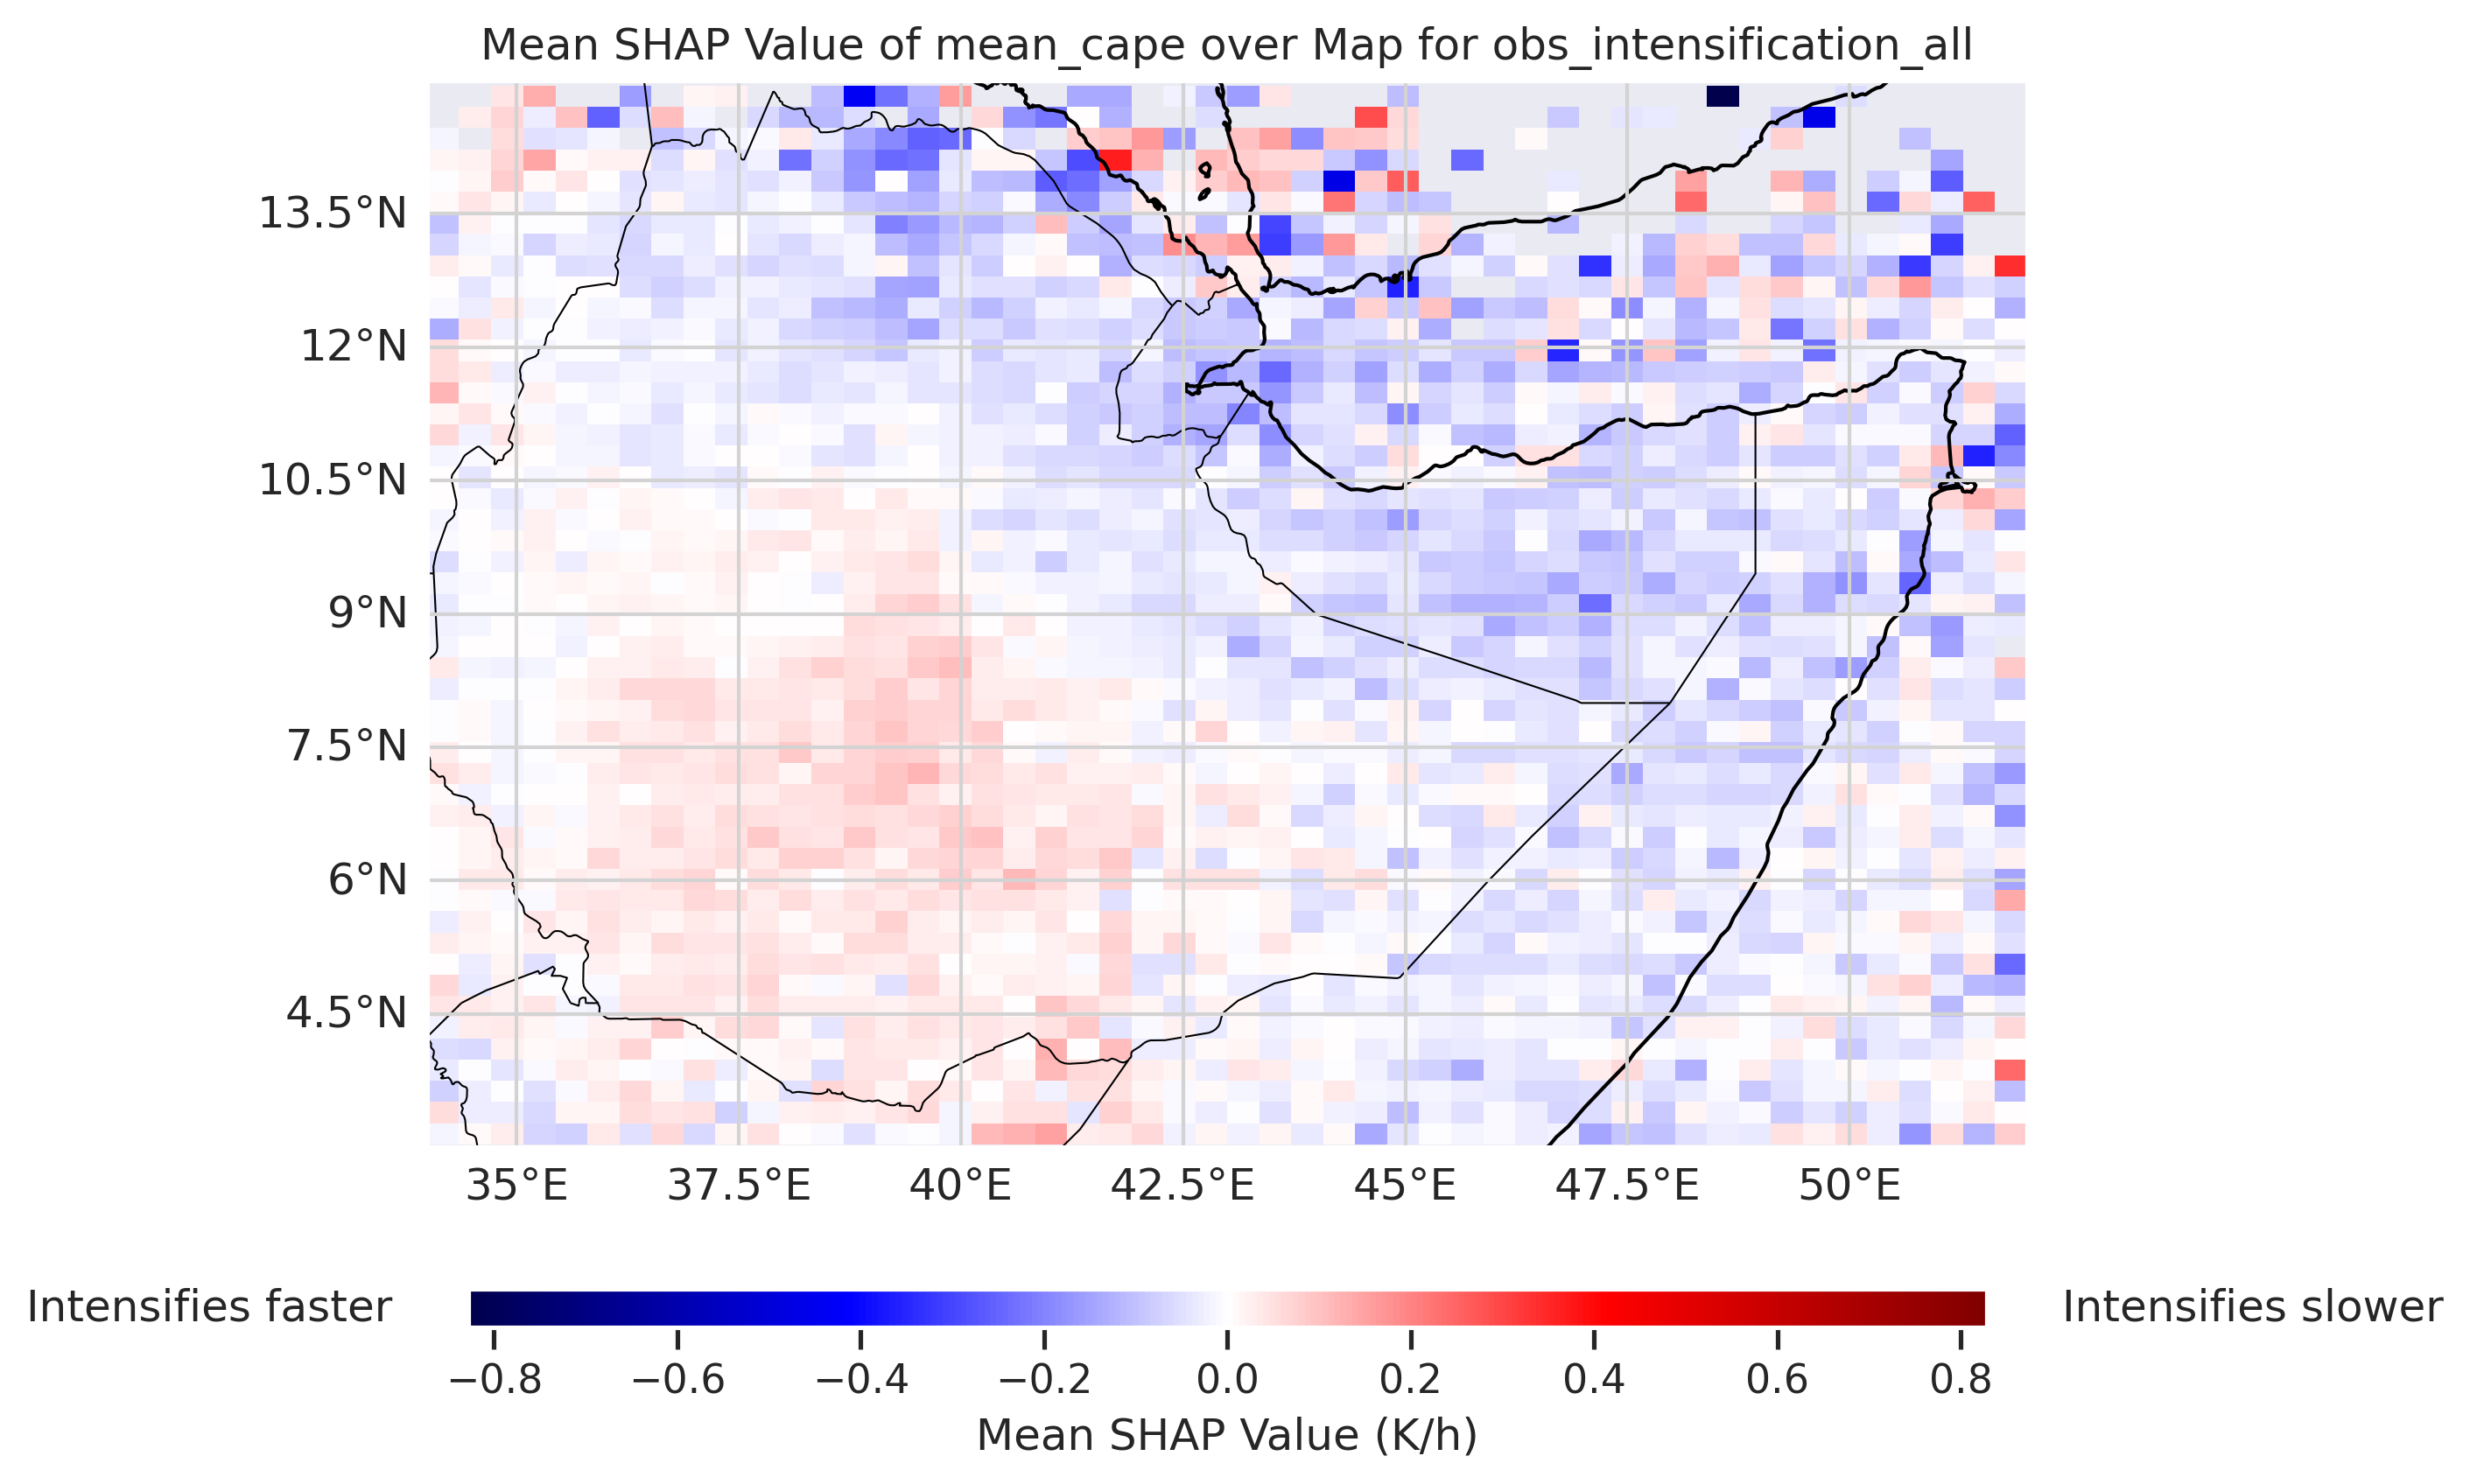 Mean SHAP Value of mean_cape over Map for obs_intensification_all
13.5°N
12°N
10.5°N
9°N
7.5°N
6°N
4.5°N
35°E 37.5°E 40°E 42.5°E 45°E 47.5°E 50°E
Intensifies faster Intensifies slower
−0.8 −0.6 −0.4 −0.2 0.0 0.2 0.4 0.6 0.8
Mean SHAP Value (K/h)